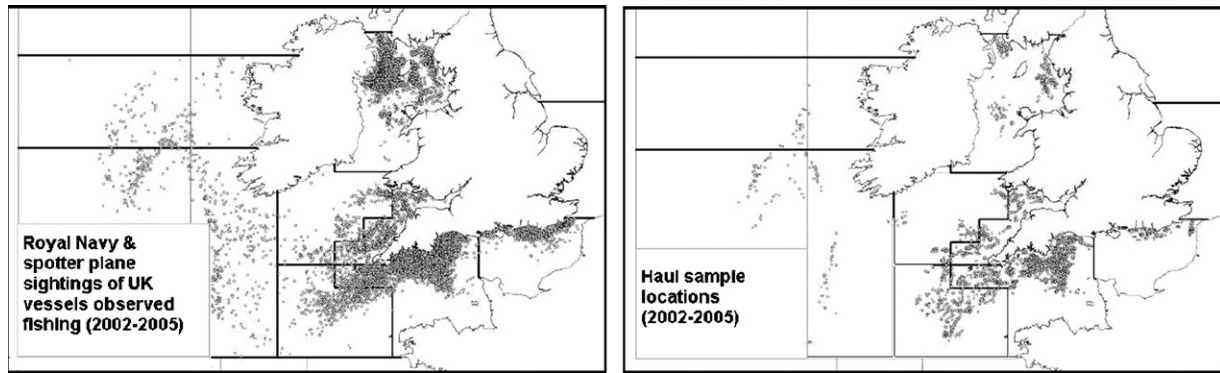 Royal Navy &
spotter plane
sightings of UK
vessels observed
fishing (2002-2005)
Haul sample
locations
(2002-2005)